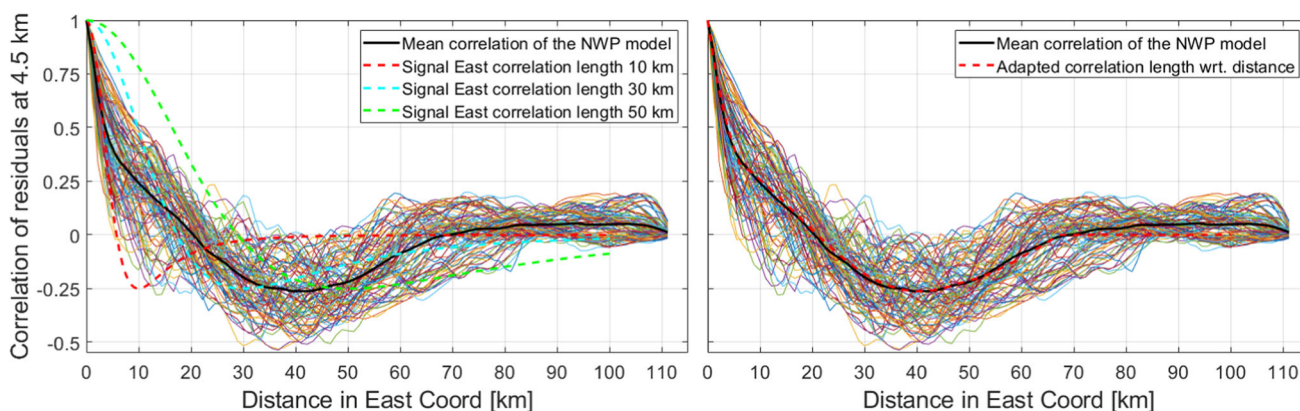 Correlation of residuals at 4.5 km
1
0.75
0.5
0.25
0
-0.25
-0.5
Mean correlation of the NWP model
Signal East correlation length 10 km
Signal East correlation length 30 km
Signal East correlation length 50 km
0 10 20 30 40 50 60 70 80 90 100 110
Distance in East Coord [km]
Mean correlation of the NWP model
Adapted correlation length wrt. distance
0 10 20 30 40 50 60 70 80 90 100 110
Distance in East Coord [km]